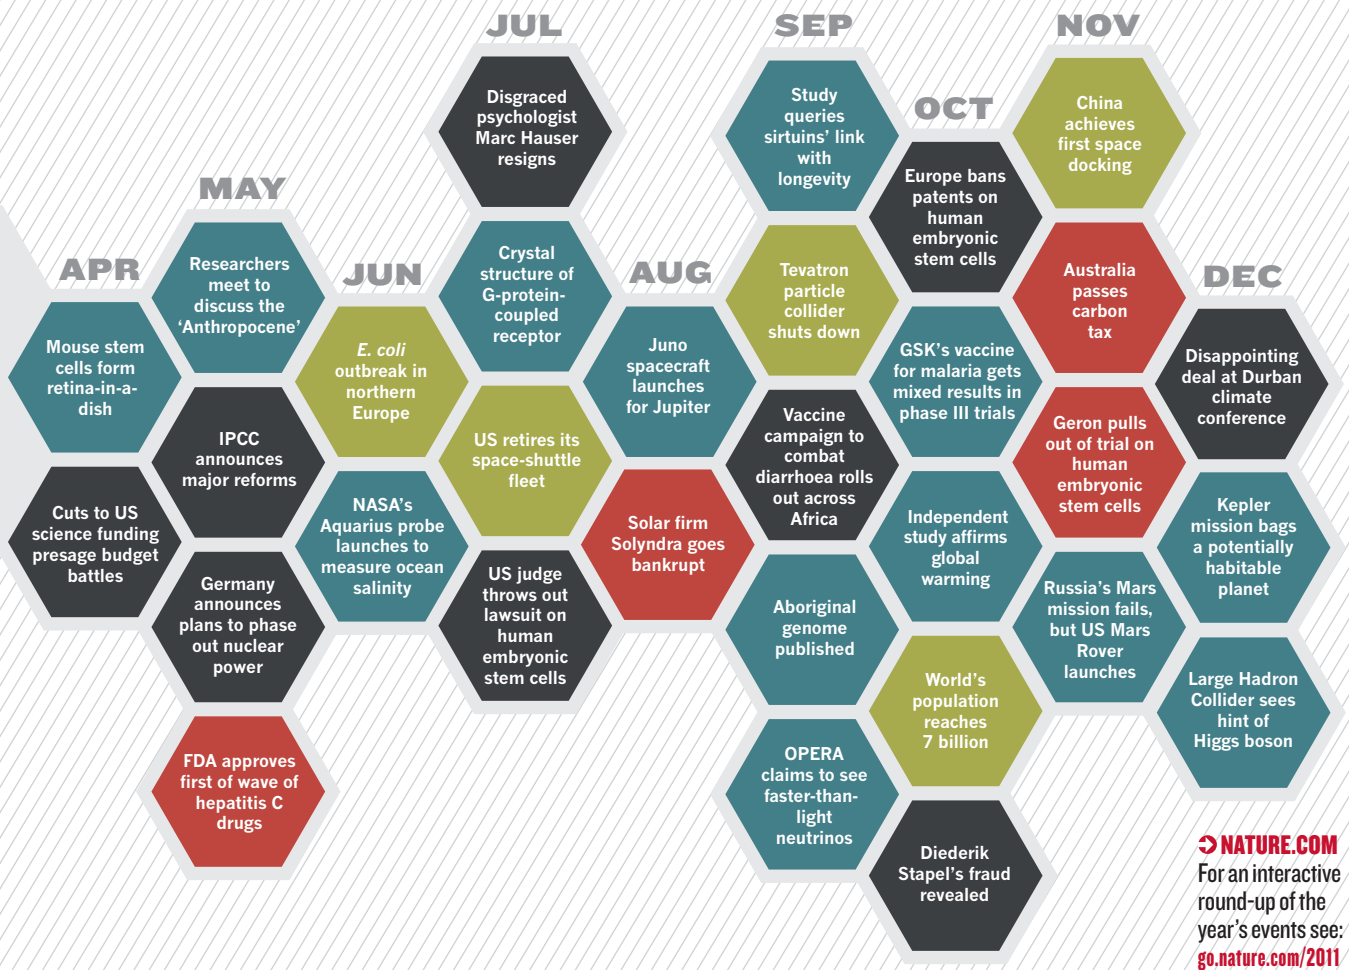 APR
Mouse stem
cells form
retina-in-a-
dish
Cuts to US
science funding
presage budget
battles
MAY
Researchers
meet to
discuss the
‘Anthropocene’
IPCC
announces
major reforms
Germany
announces
plans to phase
out nuclear
power
FDA approves
first of wave of
hepatitis C
drugs
JUN
E. coli
outbreak in
northern
Europe
NASA’s
Aquarius probe
launches to
measure ocean
salinity
JUL
Disgraced
psychologist
Marc Hauser
resigns
Crystal
structure of
G-protein-
coupled
receptor
US retires its
space-shuttle
fleet
US judge
throws out
lawsuit on
human
embryonic
stem cells
AUG
Juno
spacecraft
launches
for Jupiter
Solar firm
Solyndra goes
bankrupt
SEP
Study
queries
sirtuins’ link
with
longevity
Tevatron
particle
collider
shuts down
Vaccine
campaign to
combat
diarrhoea rolls
out across
Africa
Aboriginal
genome
published
OPERA
claims to see
faster-than-
light
neutrinos
OCT
Europe bans
patents on
human
embryonic
stem cells
GSK’s vaccine
for malaria gets
mixed results in
phase III trials
Independent
study affirms
global
warming
World’s
population
reaches
7 billion
Diederik
Stapel’s fraud
revealed
NOV
China
achieves
first space
docking
Australia
passes
carbon
tax
Geron pulls
out of trial on
human
embryonic
stem cells
Russia’s Mars
mission fails,
but US Mars
Rover
launches
DEC
Disappointing
deal at Durban
climate
conference
Kepler
mission bags
a potentially
habitable
planet
Large Hadron
Collider sees
hint of
Higgs boson
NATURE.COM
For an interactive
round-up of the
year’s events see:
go.nature.com/2011